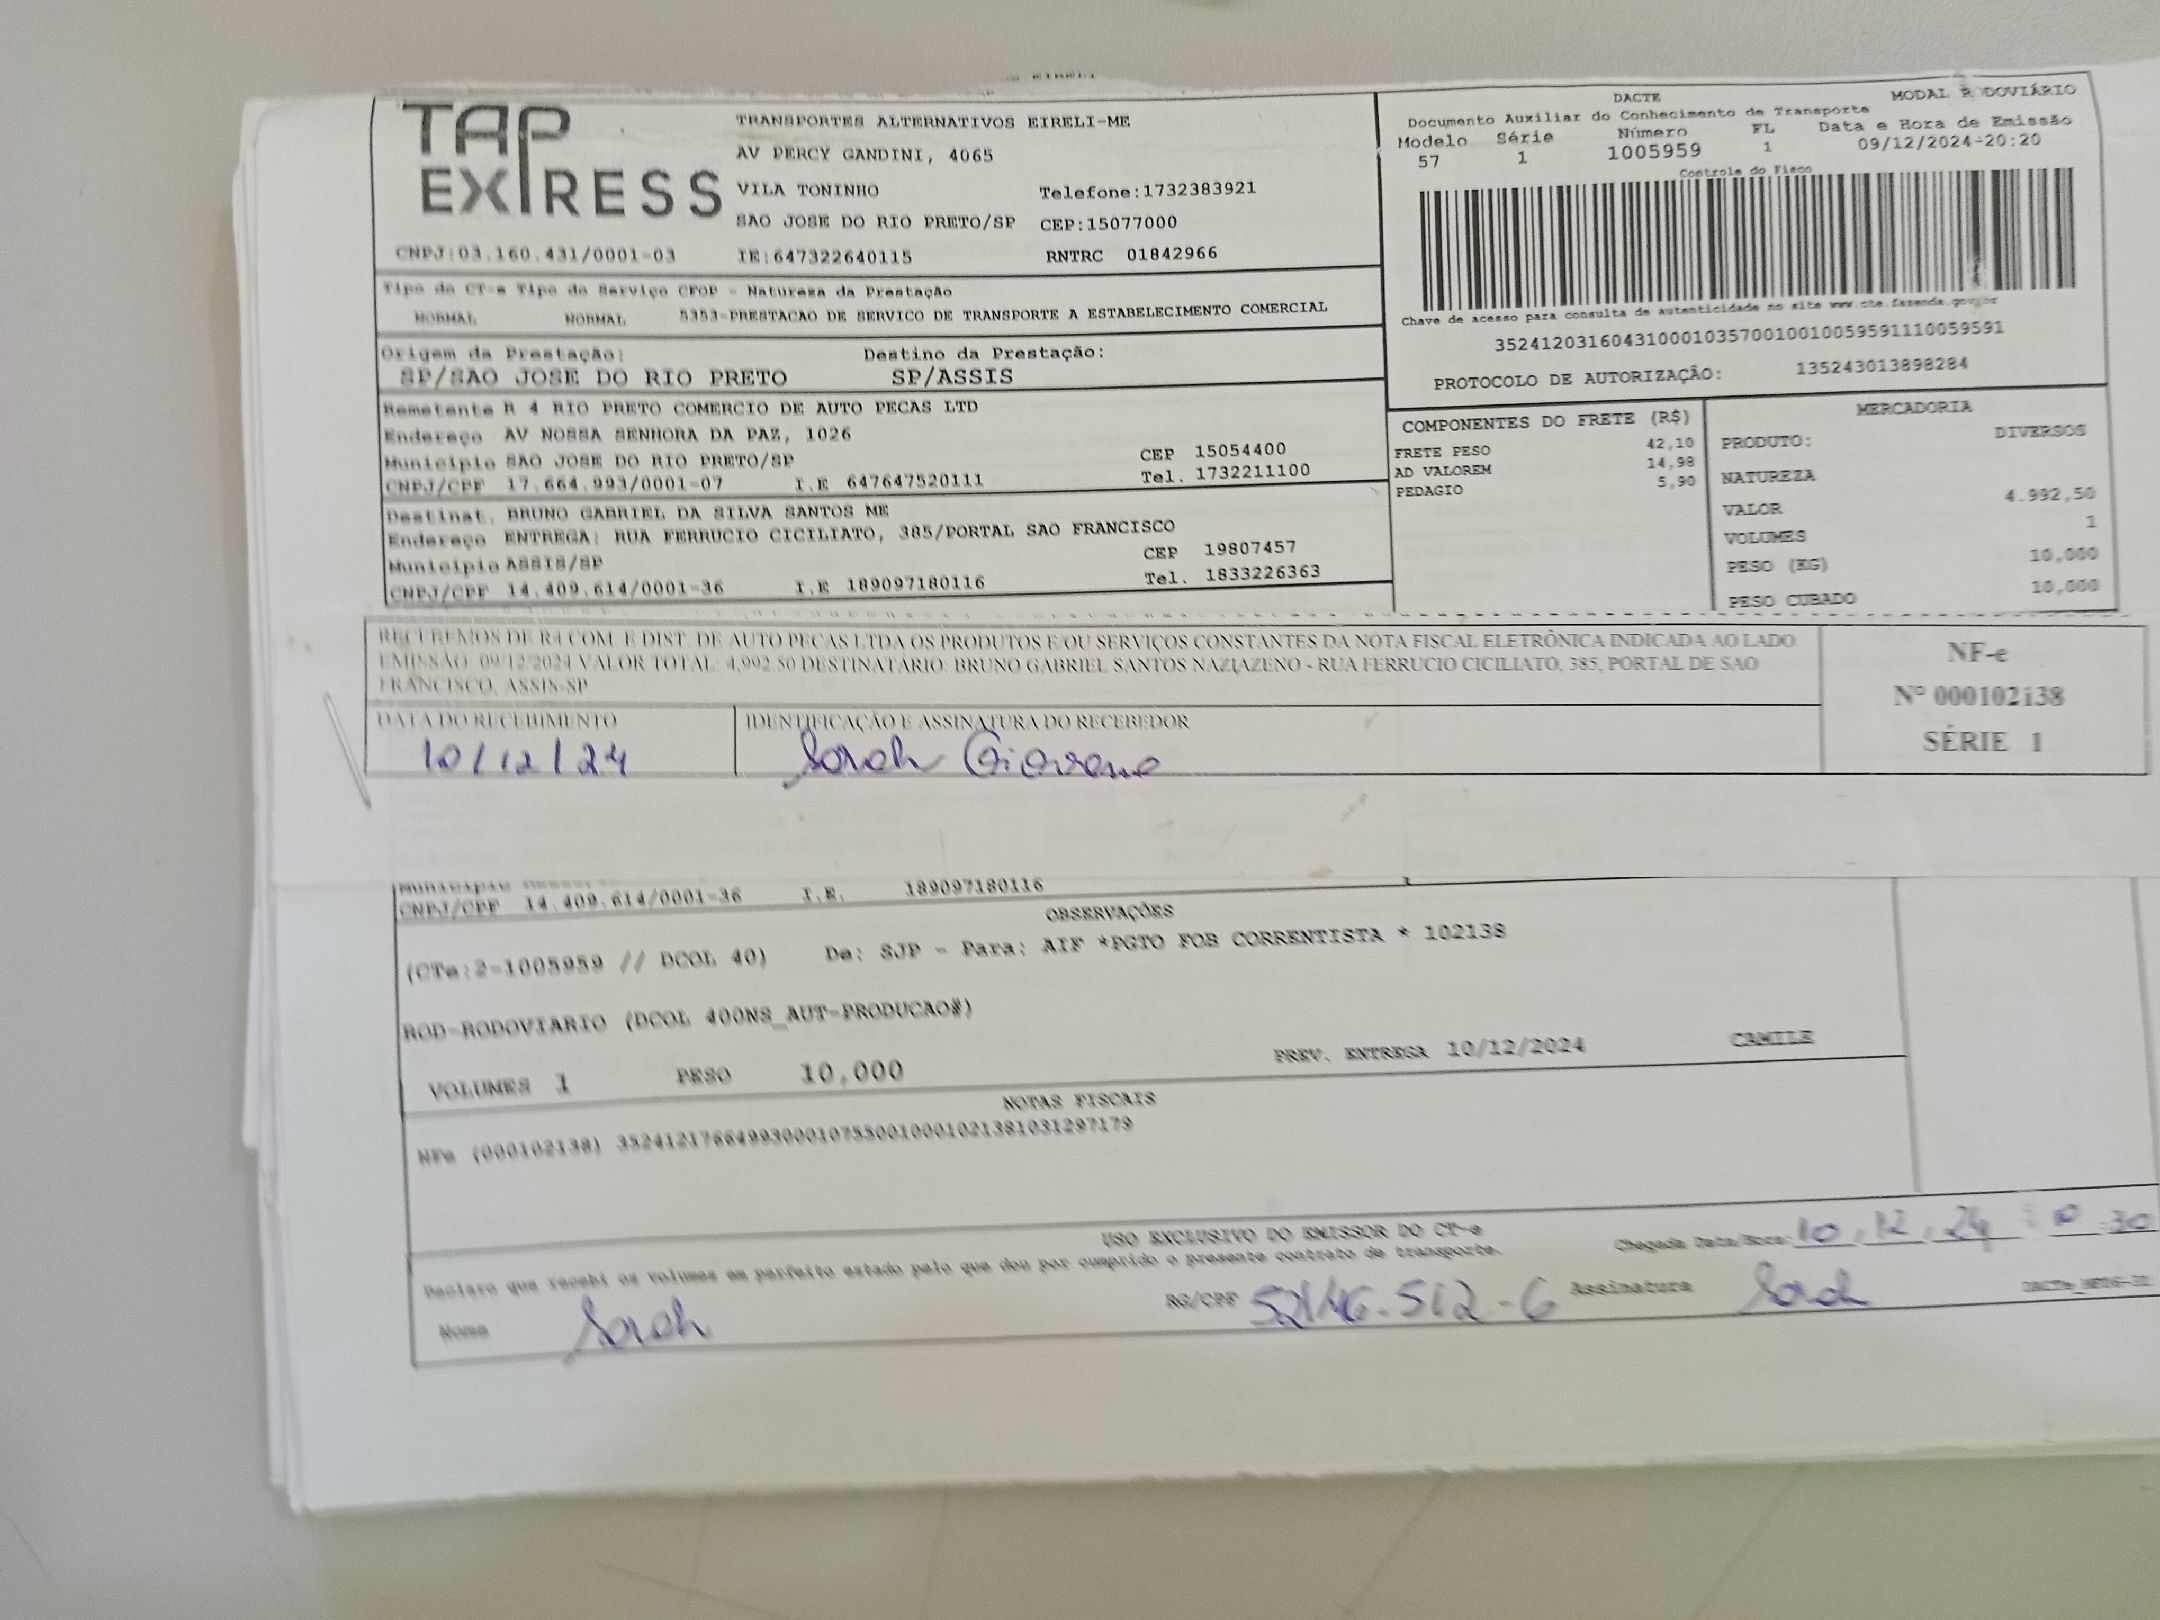 TAP EXPRESS
TRANSPORTES ALTERNATIVOS EIRELI-ME
AV PERCY GANDINI, 4065
VILA TONINHO Telefone:1732383921
SAO JOSE DO RIO PRETO/SP CEP:15077000
CNPJ:03.160.431/0001-03 IE:647322640115 RNTRC 01842966
DACTE MODAL RODOVIÁRIO
Documento Auxiliar do Conhecimento de Transporte
Modelo Série Número FL Data e Hora de Emissão
57 1 1005959 1 09/12/2024-20:20
Controle do Fisco
Chave de acesso para consulta de autenticidade no site www.cte.fazenda.gov.br
35241203160431000103570010010059591110059591
PROTOCOLO DE AUTORIZAÇÃO: 135243013898284
Tipo do CT-e Tipo do Serviço CFOP - Natureza da Prestação
NORMAL NORMAL 5353-PRESTACAO DE SERVICO DE TRANSPORTE A ESTABELECIMENTO COMERCIAL
Origem da Prestação: Destino da Prestação:
SP/SAO JOSE DO RIO PRETO SP/ASSIS
Remetente R 4 RIO PRETO COMERCIO DE AUTO PECAS LTD
Endereço AV NOSSA SENHORA DA PAZ, 1026
Município SAO JOSE DO RIO PRETO/SP CEP 15054400
CNPJ/CPF 17.664.993/0001-07 I.E 647647520111 Tel. 1732211100
Destinat. BRUNO GABRIEL DA SILVA SANTOS ME
Endereço ENTREGA: RUA FERRUCIO CICILIATO, 385/PORTAL SAO FRANCISCO
Município ASSIS/SP CEP 19807457
CNPJ/CPF 14.409.614/0001-36 I.E 189097180116 Tel. 1833226363
COMPONENTES DO FRETE (R$)
FRETE PESO 42,10
AD VALOREM 14,98
PEDAGIO 5,90
MERCADORIA
PRODUTO: DIVERSOS
NATUREZA
VALOR 4.992,50
VOLUMES 1
PESO (KG) 10,000
PESO CUBADO 10,000
RECEBEMOS DE R4 COM. E DIST. DE AUTO PECAS LTDA OS PRODUTOS E/OU SERVIÇOS CONSTANTES DA NOTA FISCAL ELETRÔNICA INDICADA AO LADO
EMISSÃO: 09/12/2024 VALOR TOTAL: 4,992.50 DESTINATÁRIO: BRUNO GABRIEL SANTOS NAZIAZENO - RUA FERRUCIO CICILIATO, 385, PORTAL DE SAO
FRANCISCO, ASSIS-SP
DATA DO RECEBIMENTO IDENTIFICAÇÃO E ASSINATURA DO RECEBEDOR
10/12/24 Sarah Giovana
NF-e
Nº 000102138
SÉRIE 1
Município
CNPJ/CPF 14.409.614/0001-36 I.E. 189097180116
OBSERVAÇÕES
(CTe:2-1005959 // DCOL 40) De: SJP - Para: AIF *PGTO FOB CORRENTISTA * 102138
ROD-RODOVIARIO (DCOL 400NS_AUT-PRODUCAO#)
VOLUMES 1 PESO 10,000 PREV. ENTREGA 10/12/2024 CAMILE
NOTAS FISCAIS
NFe (000102138) 35241217664993000107550010001021381031297179
USO EXCLUSIVO DO EMISSOR DO CT-e
Declaro que recebi os volumes em perfeito estado pelo que dou por cumprido o presente contrato de transporte.
Chegada Data/Hora: 10,12,24 :30
Nome Sarah RG/CPF Assinatura Sarah